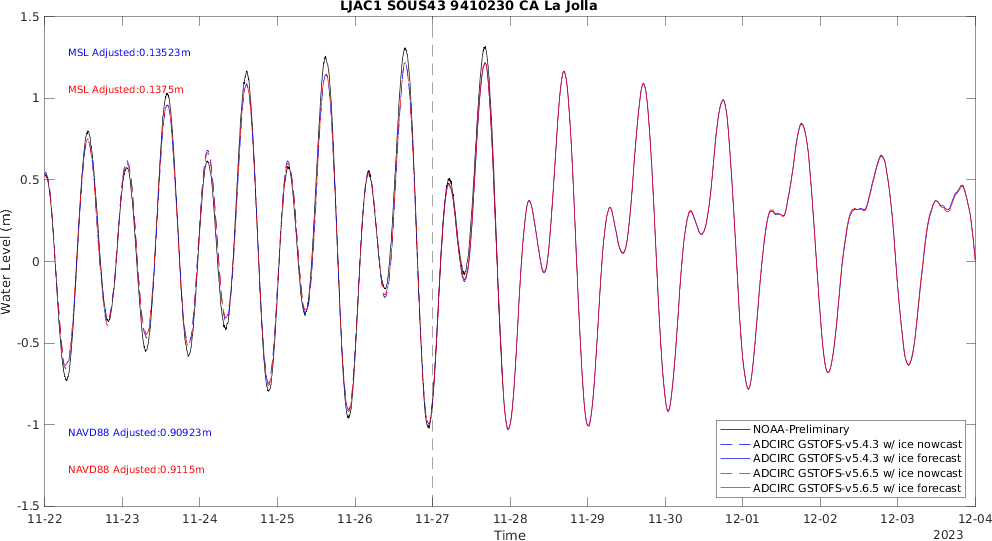 LJAC1 SOUS43 9410230 CA La Jolla
1.5
1
0.5
0
-0.5
-1
-1.5
Water Level (m)
MSL Adjusted:0.13523m
MSL Adjusted:0.1375m
NAVD88 Adjusted:0.90923m
NAVD88 Adjusted:0.9115m
NOAA-Preliminary
ADCIRC GSTOFS-v5.4.3 w/ ice nowcast
ADCIRC GSTOFS-v5.4.3 w/ ice forecast
ADCIRC GSTOFS-v5.6.5 w/ ice nowcast
ADCIRC GSTOFS-v5.6.5 w/ ice forecast
11-22 11-23 11-24 11-25 11-26 11-27 11-28 11-29 11-30 12-01 12-02 12-03 12-04
Time
2023